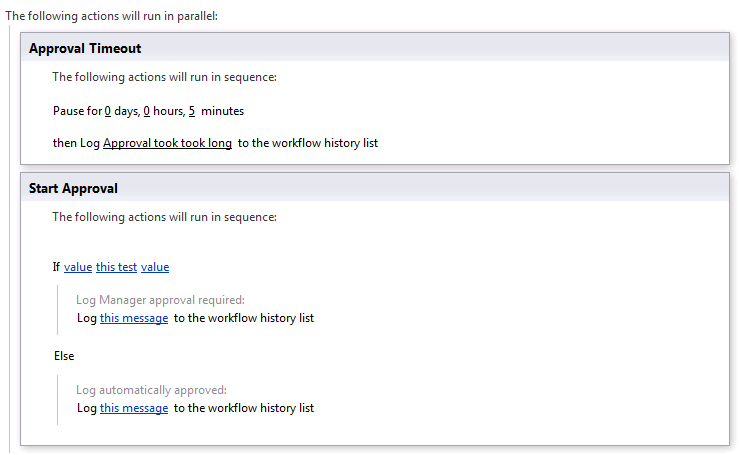 The following actions will run in parallel:
Approval Timeout
The following actions will run in sequence:
Pause for 0 days, 0 hours, 5 minutes
then Log Approval took took long to the workflow history list
Start Approval
The following actions will run in sequence:
If value this test value
Log Manager approval required:
Log this message to the workflow history list
Else
Log automatically approved:
Log this message to the workflow history list